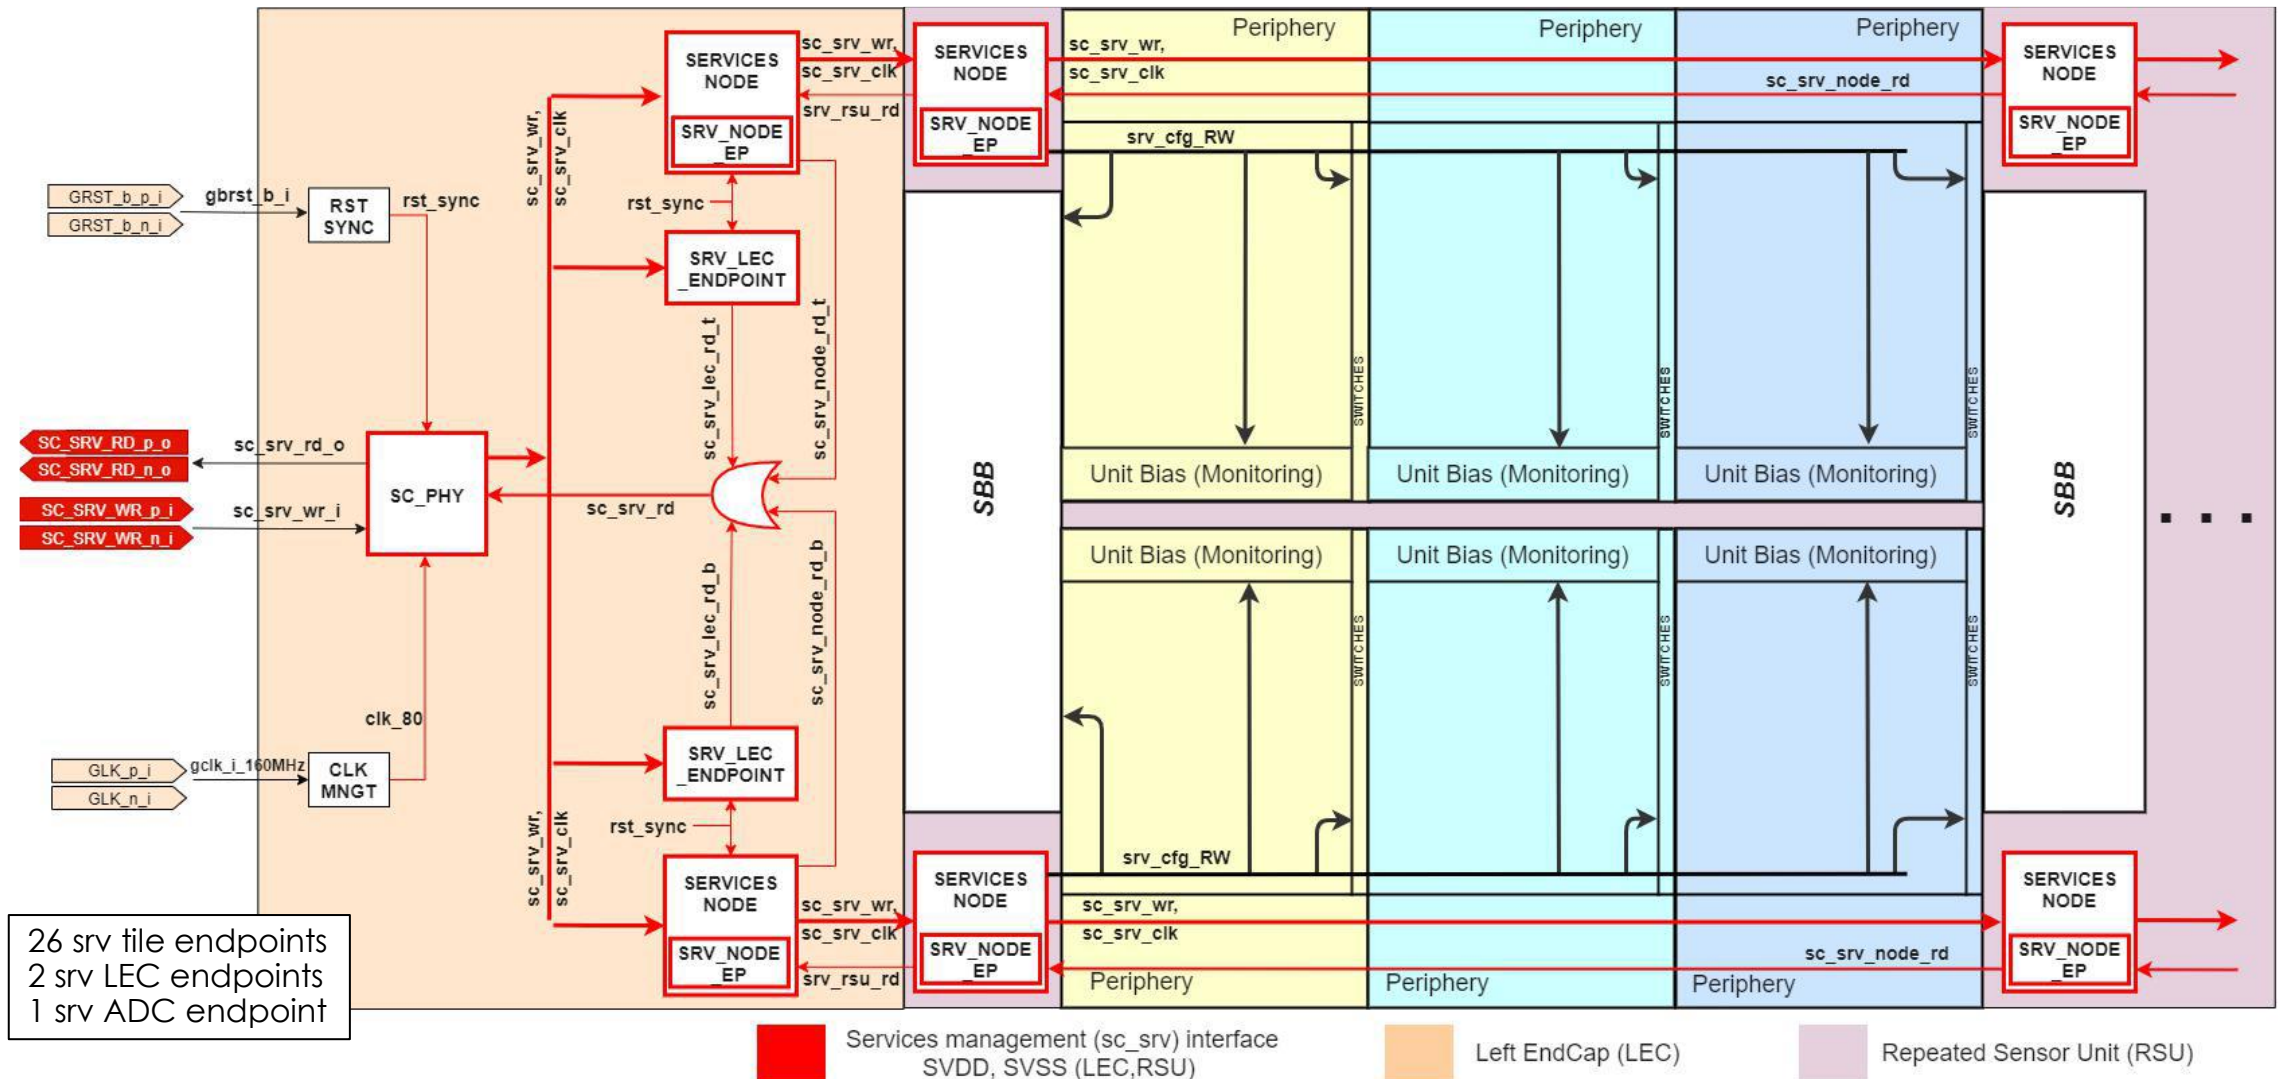 Periphery
Periphery
Periphery
SERVICES
NODE
SRV_NODE
_EP
sc_srv_wr,
sc_srv_clk
srv_rsu_rd
SERVICES
NODE
SRV_NODE
_EP
sc_srv_wr,
sc_srv_clk
sc_srv_node_rd
SERVICES
NODE
SRV_NODE
_EP
srv_cfg_RW
sc_srv_wr,
sc_srv_clk
GRST_b_p_i
GRST_b_n_i
gbrst_b_i
RST
SYNC
rst_sync
rst_sync
SRV_LEC
_ENDPOINT
sc_srv_lec_rd_t
sc_srv_node_rd_t
SWITCHES
SWITCHES
SWITCHES
SC_SRV_RD_p_o
SC_SRV_RD_n_o
sc_srv_rd_o
SC_SRV_WR_p_i
SC_SRV_WR_n_i
sc_srv_wr_i
SC_PHY
sc_srv_rd
SBB
Unit Bias (Monitoring)
Unit Bias (Monitoring)
Unit Bias (Monitoring)
SBB
. . .
Unit Bias (Monitoring)
Unit Bias (Monitoring)
Unit Bias (Monitoring)
sc_srv_lec_rd_b
sc_srv_node_rd_b
SWITCHES
SWITCHES
SWITCHES
clk_80
GLK_p_i
GLK_n_i
gclk_i_160MHz
CLK
MNGT
SRV_LEC
_ENDPOINT
rst_sync
sc_srv_wr,
sc_srv_clk
SERVICES
NODE
SRV_NODE
_EP
sc_srv_wr,
sc_srv_clk
srv_rsu_rd
SERVICES
NODE
SRV_NODE
_EP
srv_cfg_RW
sc_srv_wr,
sc_srv_clk
sc_srv_node_rd
SERVICES
NODE
SRV_NODE
_EP
Periphery
Periphery
Periphery
26 srv tile endpoints
2 srv LEC endpoints
1 srv ADC endpoint
Services management (sc_srv) interface
SVDD, SVSS (LEC,RSU)
Left EndCap (LEC)
Repeated Sensor Unit (RSU)